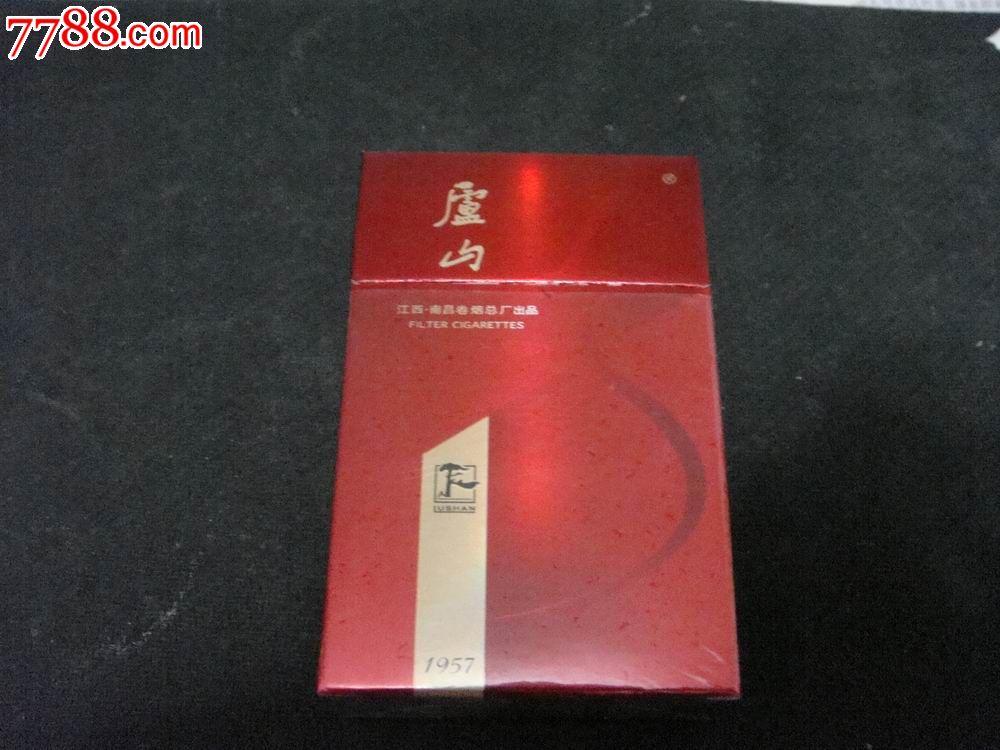 7788.com
廬
山
江西·南昌卷烟总厂出品
FILTER CIGARETTES
LUSHAN
1957